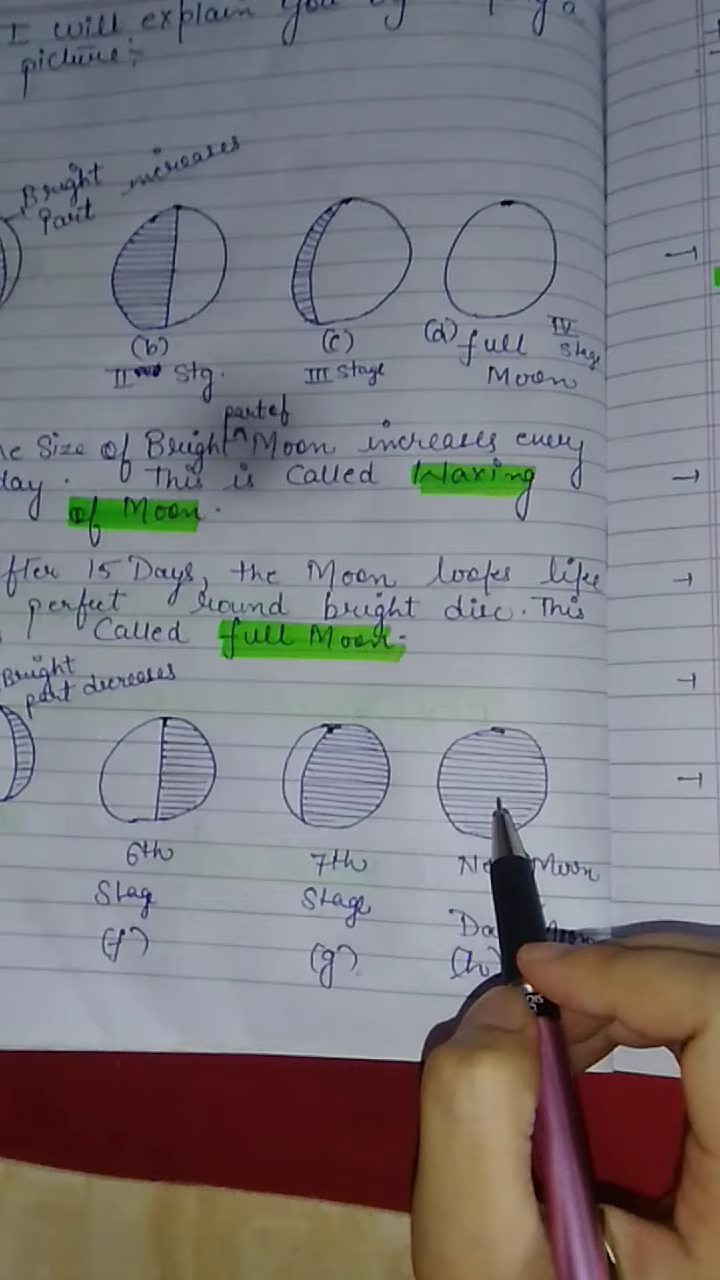 I will explain you by a
picture:-
Bright increases
Part
(b)
(c)
(d) full IV
II Stg.
III Stage
Stage
Moon
part of
Size of Bright ^ Moon increases every
day. This is Called Waxing
of Moon.
After 15 Days, the Moon looks like
perfect round bright disc. This
Called full Moon.
Bright
part decreases
6th
7th
Moon
Stag
Stage
(f)
(g)
(h)